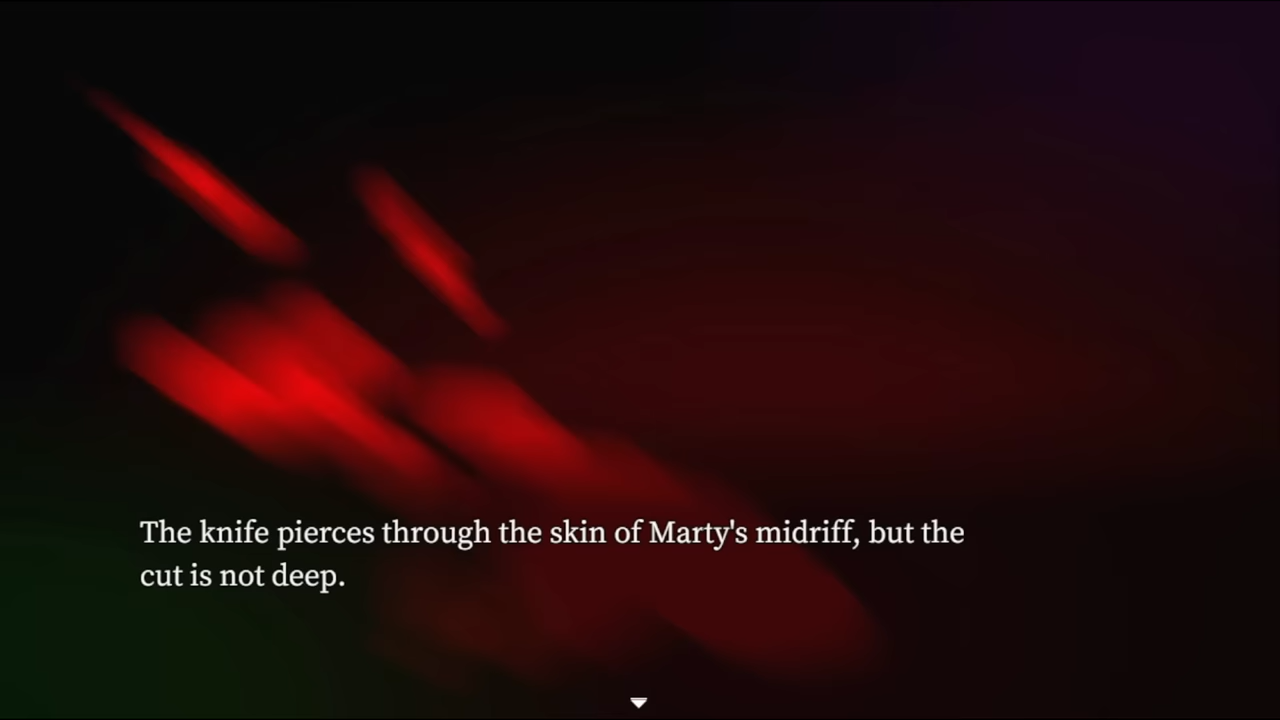 The knife pierces through the skin of Marty's midriff, but the
cut is not deep.